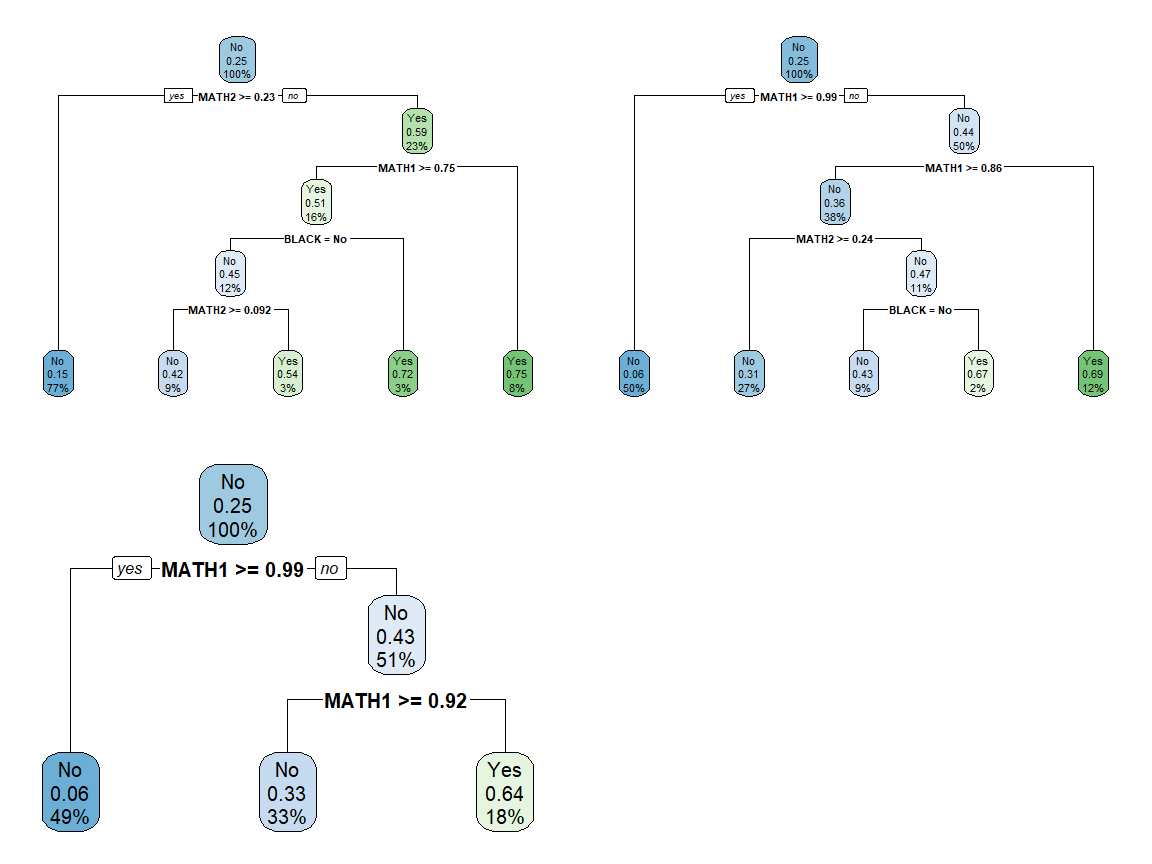 No
0.25
100%
yes MATH2 >= 0.23 no
Yes
0.59
23%
MATH1 >= 0.75
Yes
0.51
16%
BLACK = No
No
0.45
12%
MATH2 >= 0.092
No
0.15
77%
No
0.42
9%
Yes
0.54
3%
Yes
0.72
3%
Yes
0.75
8%
No
0.25
100%
yes MATH1 >= 0.99 no
No
0.44
50%
MATH1 >= 0.86
No
0.36
38%
MATH2 >= 0.24
No
0.47
11%
BLACK = No
No
0.06
50%
No
0.31
27%
No
0.43
9%
Yes
0.67
2%
Yes
0.69
12%
No
0.25
100%
yes MATH1 >= 0.99 no
No
0.43
51%
MATH1 >= 0.92
No
0.06
49%
No
0.33
33%
Yes
0.64
18%